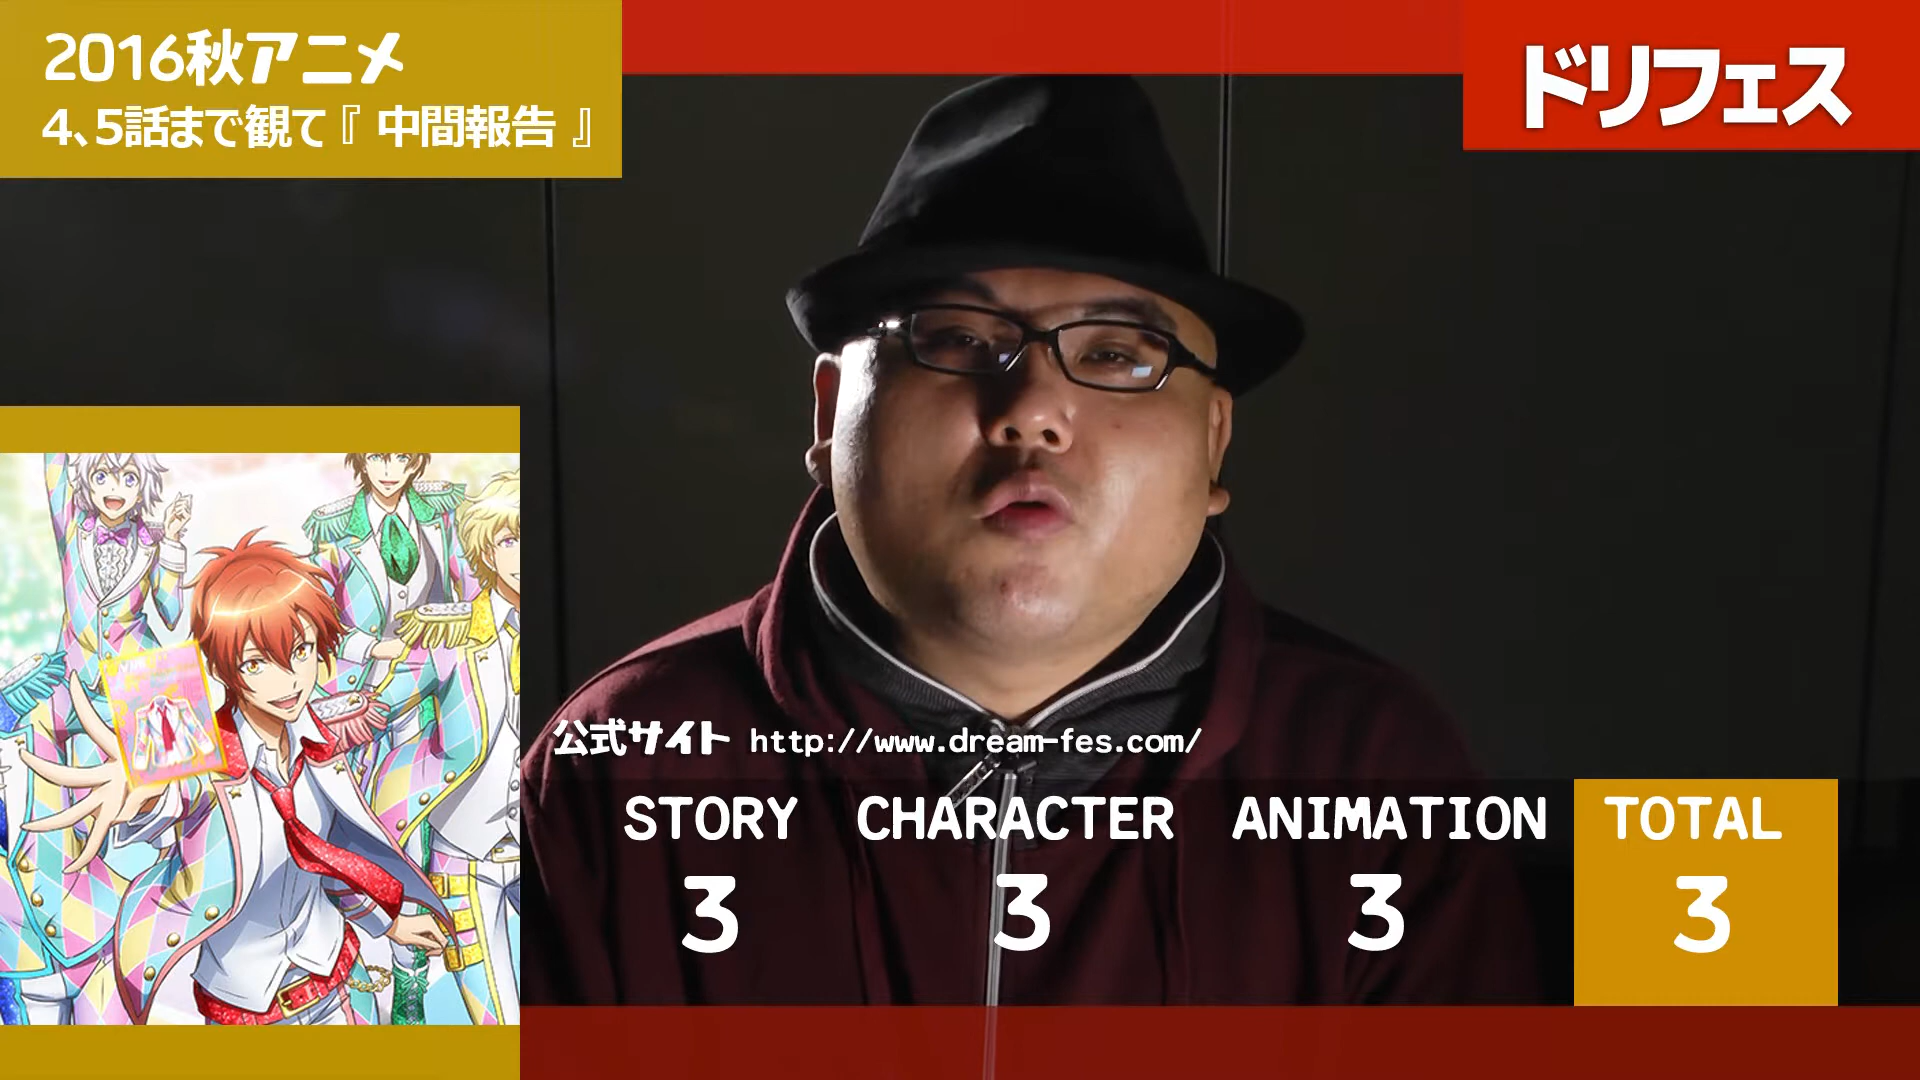 2016秋アニメ
4、5話まで観て『 中間報告 』
ドリフェス
公式サイト http://www.dream-fes.com/
STORY CHARACTER ANIMATION TOTAL
3 3 3 3